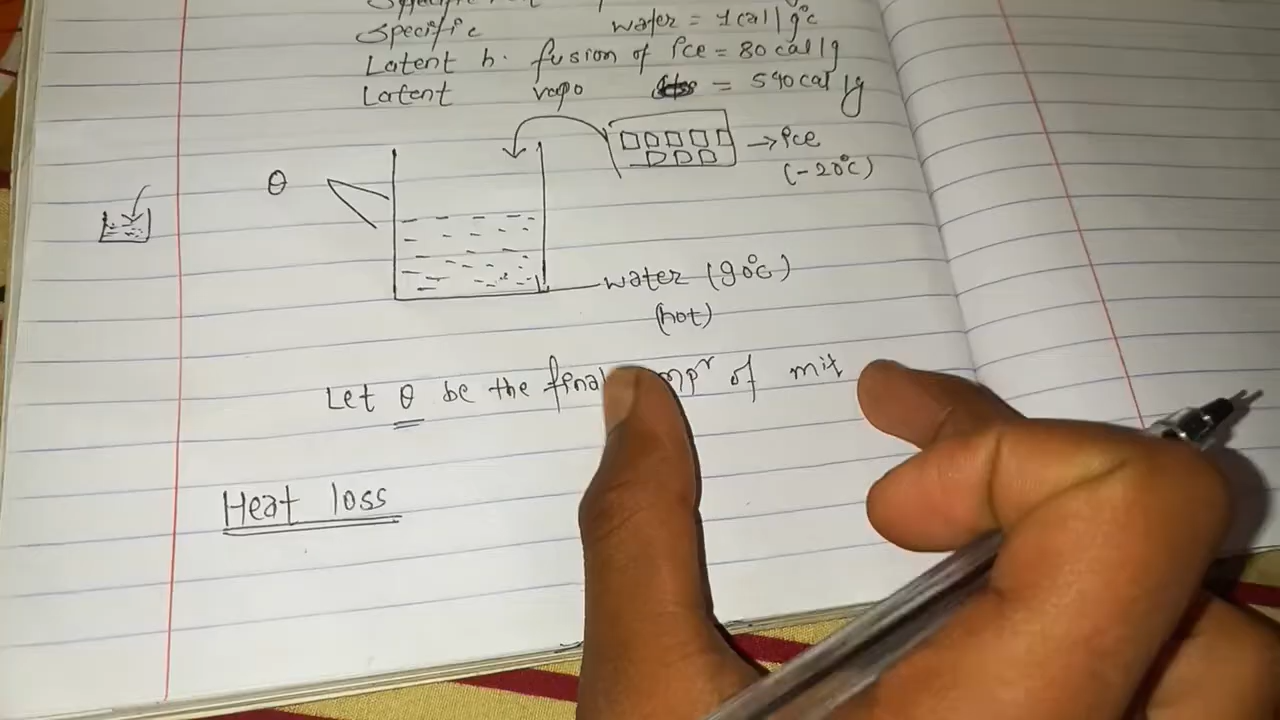 Specific water = 1 cal/g°c
Latent h. fusion of Ice = 80 cal/g
Latent vapo = 540 cal/g
→ Ice
(-20°C)
θ
water (90°C)
(hot)
Let θ be the final of mix
Heat loss